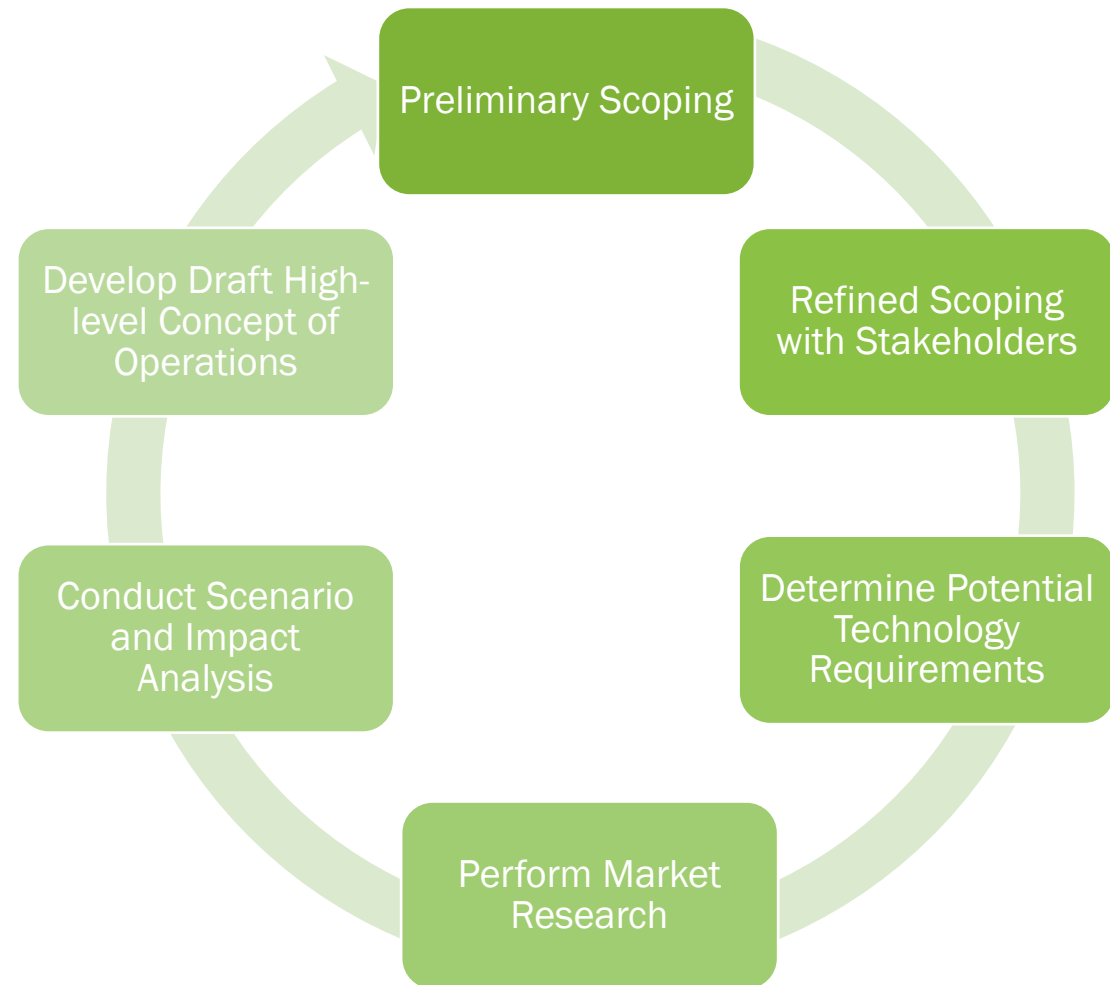 Preliminary Scoping
Refined Scoping
with Stakeholders
Determine Potential
Technology
Requirements
Perform Market
Research
Conduct Scenario
and Impact
Analysis
Develop Draft High-
level Concept of
Operations